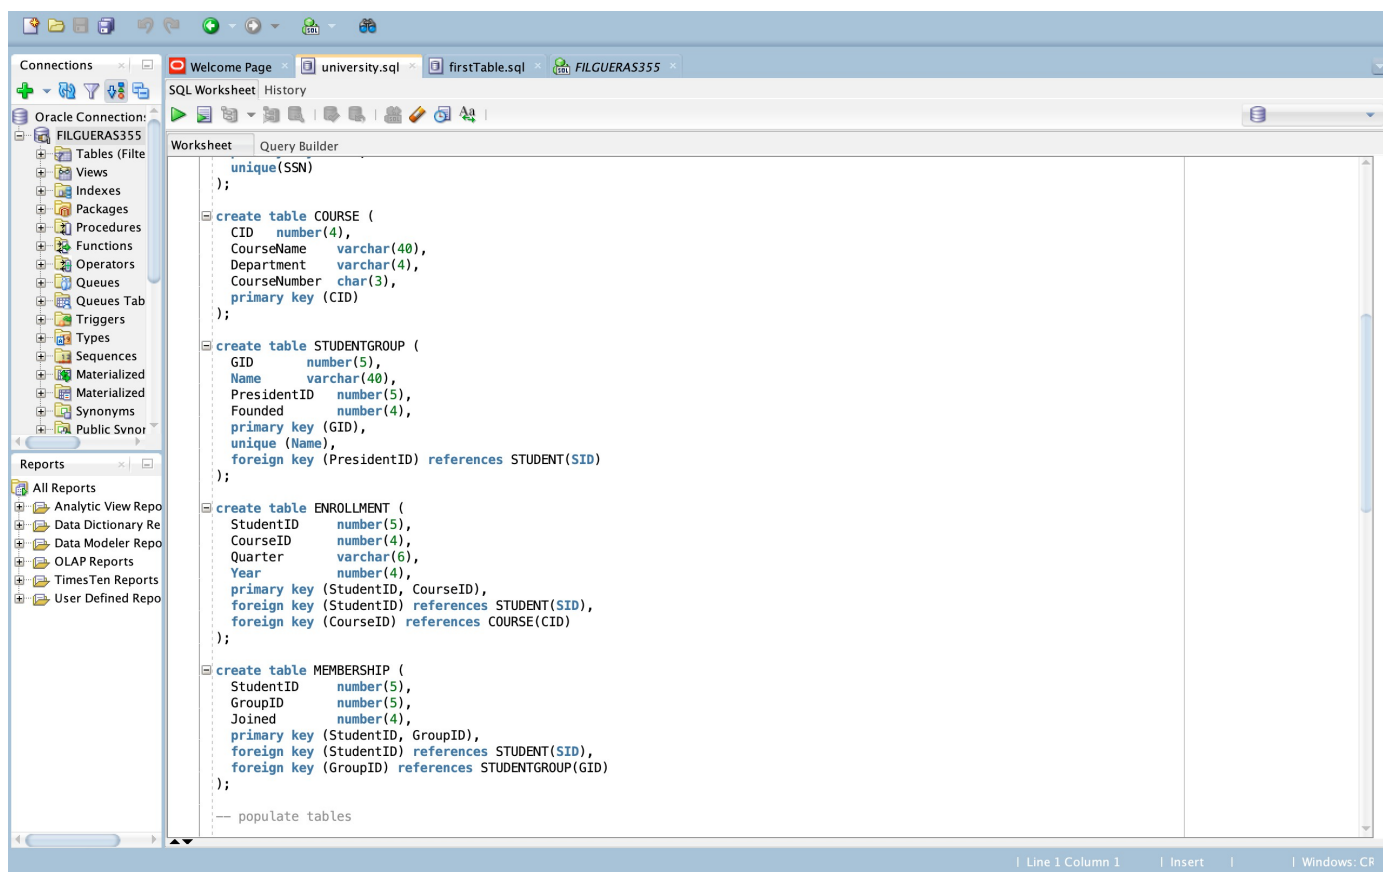 Connections
Welcome Page
university.sql
firstTable.sql
FILGUERAS355
SQL Worksheet History
Oracle Connection:
FILGUERAS355
Tables (Filte
Views
Indexes
Packages
Procedures
Functions
Operators
Queues
Queues Tab
Triggers
Types
Sequences
Materialized
Materialized
Synonyms
Public Synor
Reports
All Reports
Analytic View Repo
Data Dictionary Re
Data Modeler Repo
OLAP Reports
TimesTen Reports
User Defined Repo
Worksheet Query Builder
unique(SSN)
);
create table COURSE (
CID number(4),
CourseName varchar(40),
Department varchar(4),
CourseNumber char(3),
primary key (CID)
);
create table STUDENTGROUP (
GID number(5),
Name varchar(40),
PresidentID number(5),
Founded number(4),
primary key (GID),
unique (Name),
foreign key (PresidentID) references STUDENT(SID)
);
create table ENROLLMENT (
StudentID number(5),
CourseID number(4),
Quarter varchar(6),
Year number(4),
primary key (StudentID, CourseID),
foreign key (StudentID) references STUDENT(SID),
foreign key (CourseID) references COURSE(CID)
);
create table MEMBERSHIP (
StudentID number(5),
GroupID number(5),
Joined number(4),
primary key (StudentID, GroupID),
foreign key (StudentID) references STUDENT(SID),
foreign key (GroupID) references STUDENTGROUP(GID)
);
-- populate tables
Line 1 Column 1 | Insert | | Windows: CR